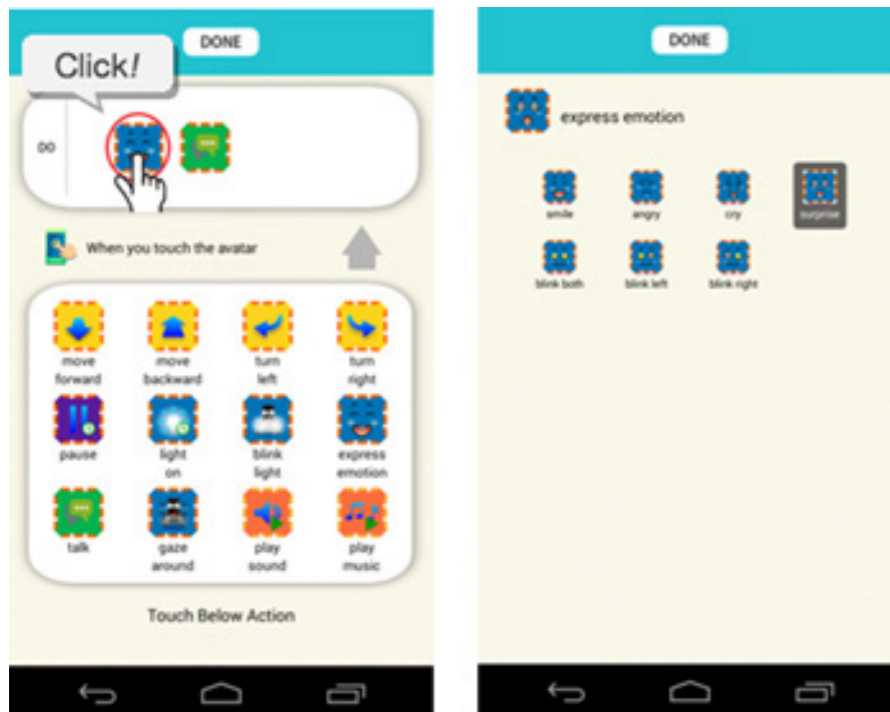 DONE
Click!
DO
When you touch the avatar
move
forward
move
backward
turn
left
turn
right
pause
light
on
blink
light
express
emotion
talk
gaze
around
play
sound
play
music
Touch Below Action
DONE
express emotion
smile
angry
cry
surprise
blink both
blink left
blink right